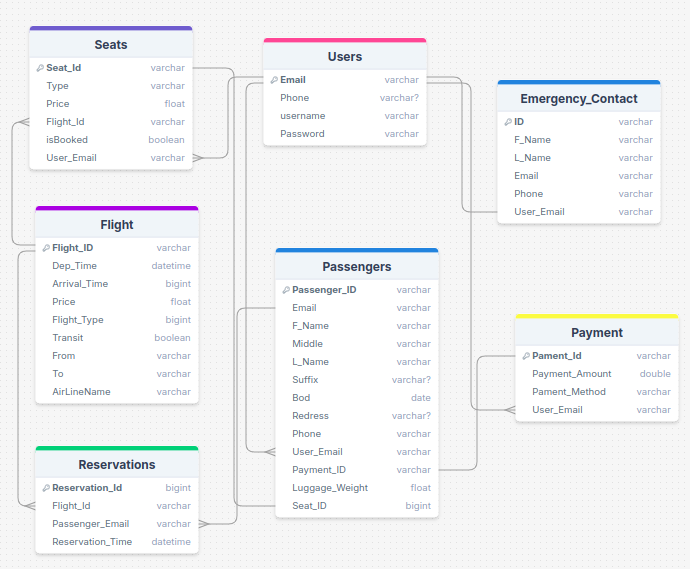 Seats
Seat_Id varchar
Type varchar
Price float
Flight_Id varchar
isBooked boolean
User_Email varchar
Users
Email varchar
Phone varchar?
username varchar
Password varchar
Emergency_Contact
ID varchar
F_Name varchar
L_Name varchar
Email varchar
Phone varchar
User_Email varchar
Flight
Flight_ID varchar
Dep_Time datetime
Arrival_Time bigint
Price float
Flight_Type bigint
Transit boolean
From varchar
To varchar
AirLineName varchar
Passengers
Passenger_ID varchar
Email varchar
F_Name varchar
Middle varchar
L_Name varchar
Suffix varchar?
Bod date
Redress varchar?
Phone varchar
User_Email varchar
Payment_ID varchar
Luggage_Weight float
Seat_ID bigint
Payment
Pament_Id varchar
Payment_Amount double
Pament_Method varchar
User_Email varchar
Reservations
Reservation_Id bigint
Flight_Id varchar
Passenger_Email varchar
Reservation_Time datetime